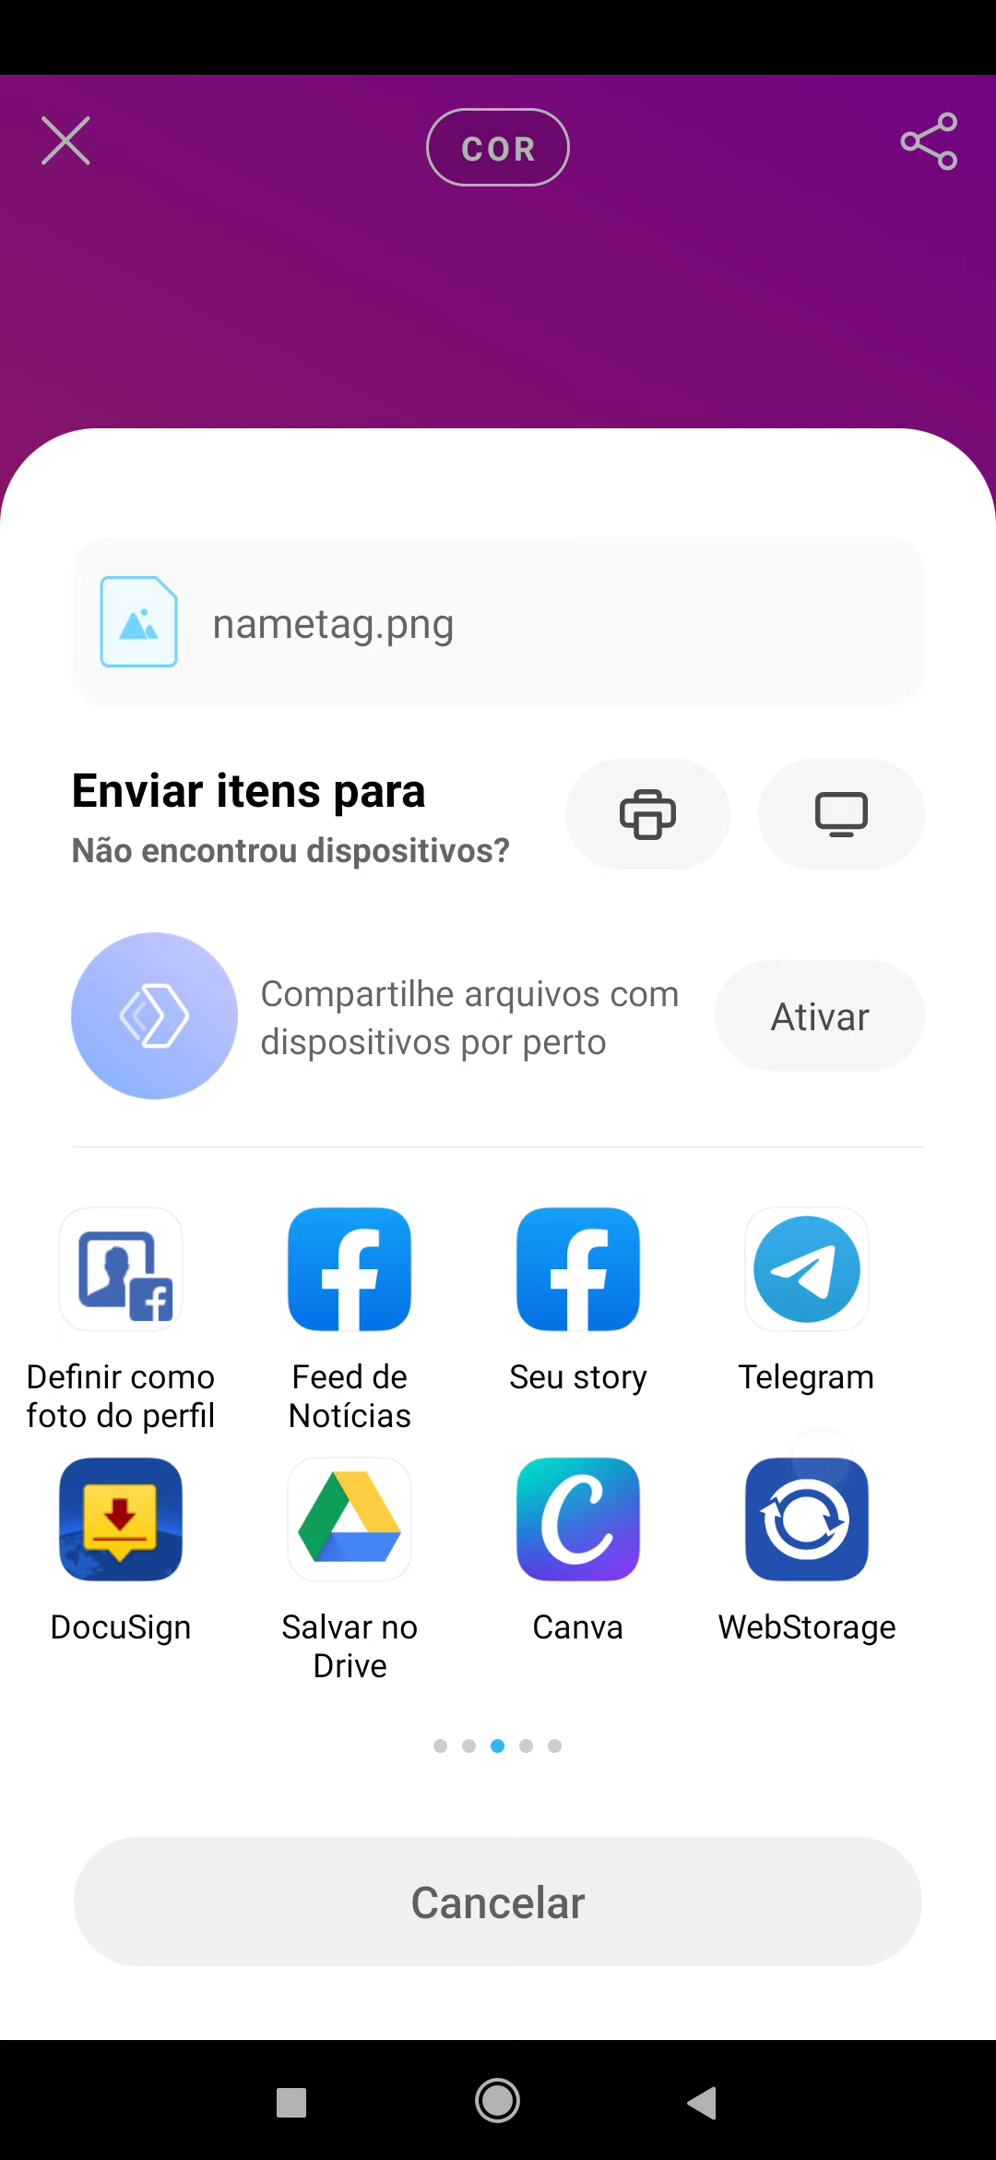 COR
nametag.png
Enviar itens para
Não encontrou dispositivos?
Compartilhe arquivos com
dispositivos por perto
Ativar
Definir como
foto do perfil
Feed de
Notícias
Seu story
Telegram
DocuSign
Salvar no
Drive
Canva
WebStorage
Cancelar